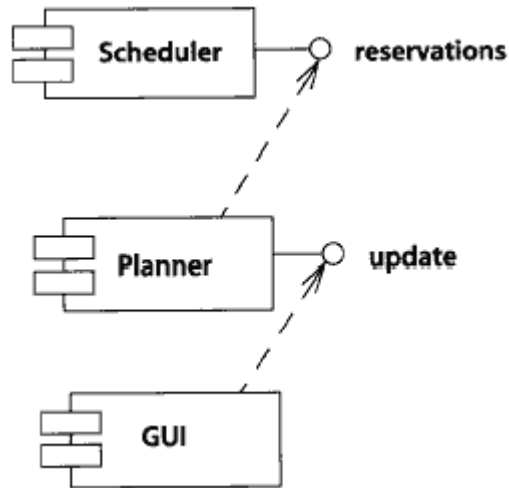 Scheduler
reservations
Planner
update
GUI